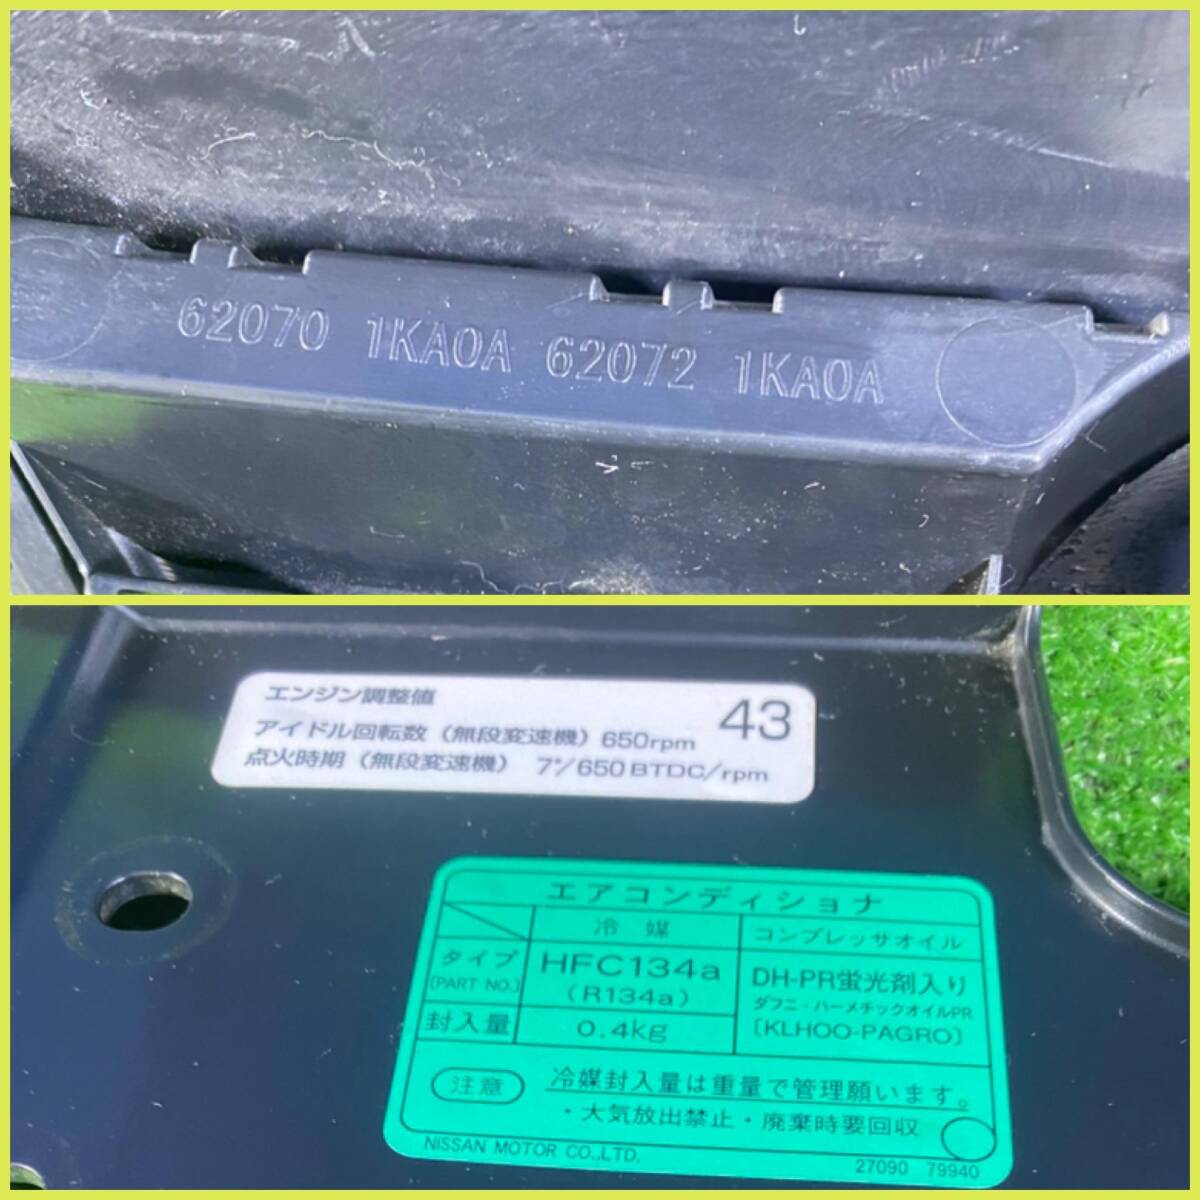 62070 1KA0A 62072 1KA0A
エンジン調整値
43
アイドル回転数 (無段変速機) 650rpm
点火時期 (無段変速機) 7°/650 BTDC/rpm
エアコンディショナ
冷媒
コンプレッサオイル
タイプ
(PART NO.)
HFC134a
(R134a)
DH-PR蛍光剤入り
ダフニ・ハーメチックオイルPR
[KLHOO-PAGRO]
封入量
0.4kg
注意
冷媒封入量は重量で管理願います。
・大気放出禁止・廃棄時要回収
NISSAN MOTOR CO.,LTD.
27090 79940